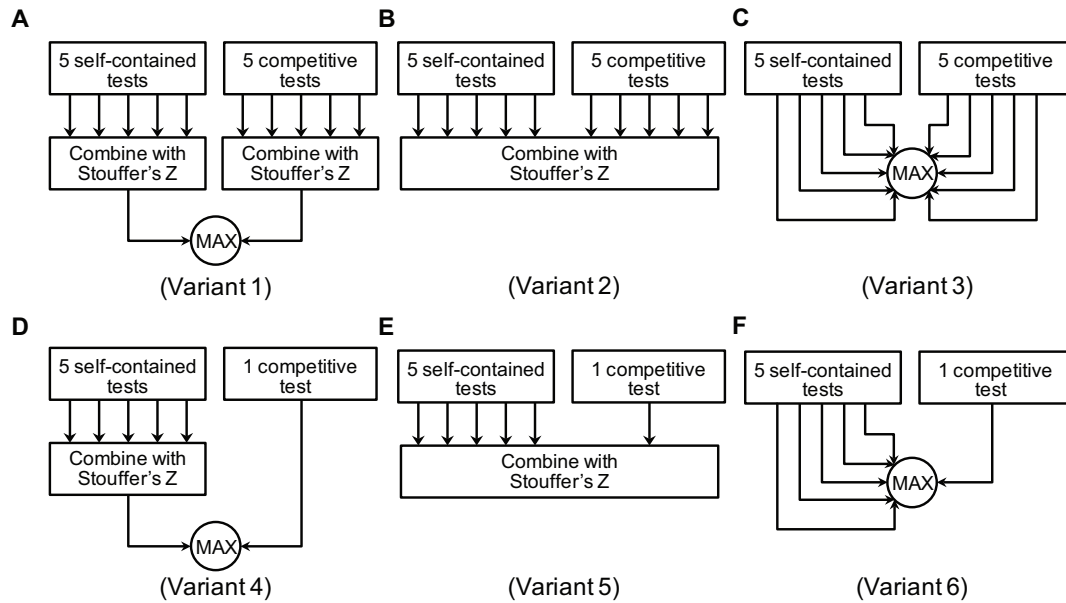 A
5 self-contained
tests
5 competitive
tests
Combine with
Stouffer's Z
Combine with
Stouffer's Z
MAX
(Variant 1)
B
5 self-contained
tests
5 competitive
tests
Combine with
Stouffer's Z
(Variant 2)
C
5 self-contained
tests
5 competitive
tests
MAX
(Variant 3)
D
5 self-contained
tests
1 competitive
test
Combine with
Stouffer's Z
MAX
(Variant 4)
E
5 self-contained
tests
1 competitive
test
Combine with
Stouffer's Z
(Variant 5)
F
5 self-contained
tests
1 competitive
test
MAX
(Variant 6)